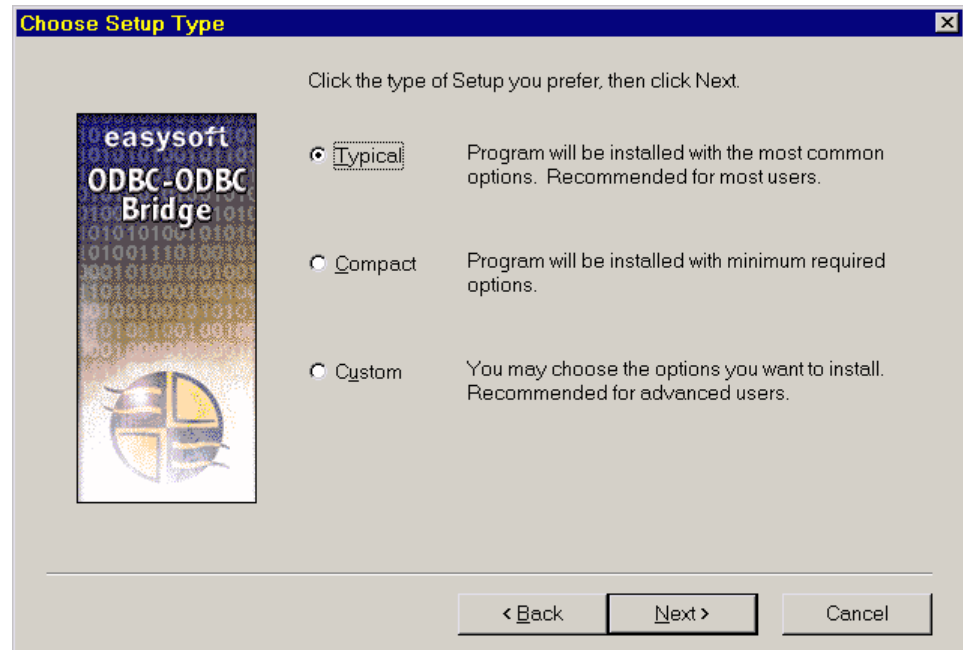 Choose Setup Type
Click the type of Setup you prefer, then click Next.
easysoft
ODBC-ODBC
Bridge
Typical
Program will be installed with the most common
options. Recommended for most users.
Compact
Program will be installed with minimum required
options.
Custom
You may choose the options you want to install.
Recommended for advanced users.
< Back
Next >
Cancel